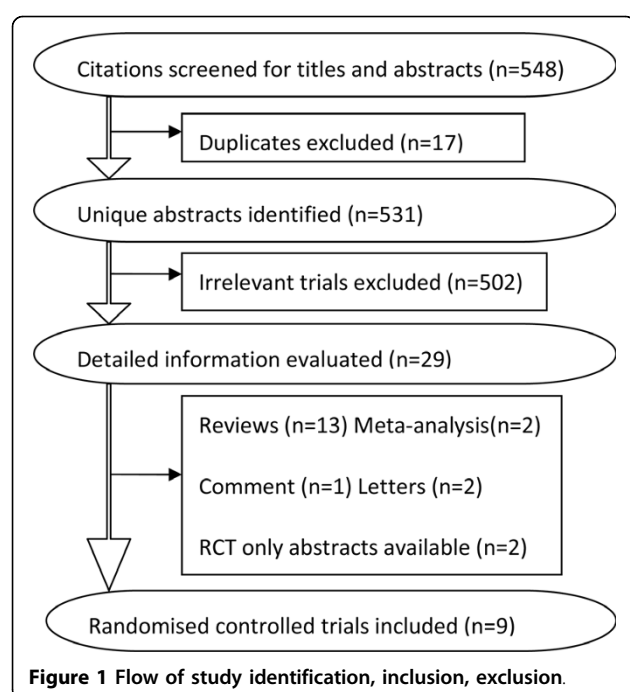 Citations screened for titles and abstracts (n=548)
Duplicates excluded (n=17)
Unique abstracts identified (n=531)
Irrelevant trials excluded (n=502)
Detailed information evaluated (n=29)
Reviews (n=13) Meta-analysis(n=2)
Comment (n=1) Letters (n=2)
RCT only abstracts available (n=2)
Randomised controlled trials included (n=9)
Figure 1 Flow of study identification, inclusion, exclusion.